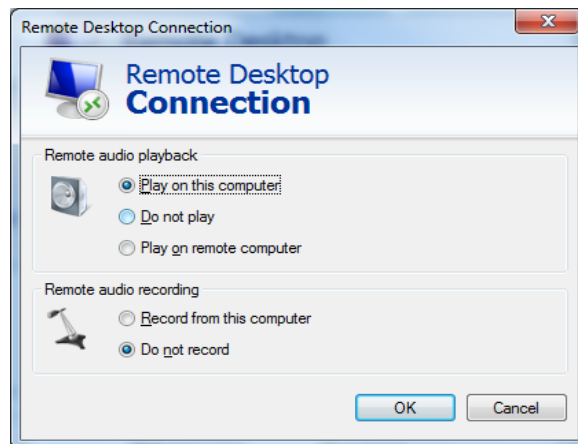 Remote Desktop Connection
Remote Desktop
Connection
Remote audio playback
Play on this computer
Do not play
Play on remote computer
Remote audio recording
Record from this computer
Do not record
OK Cancel